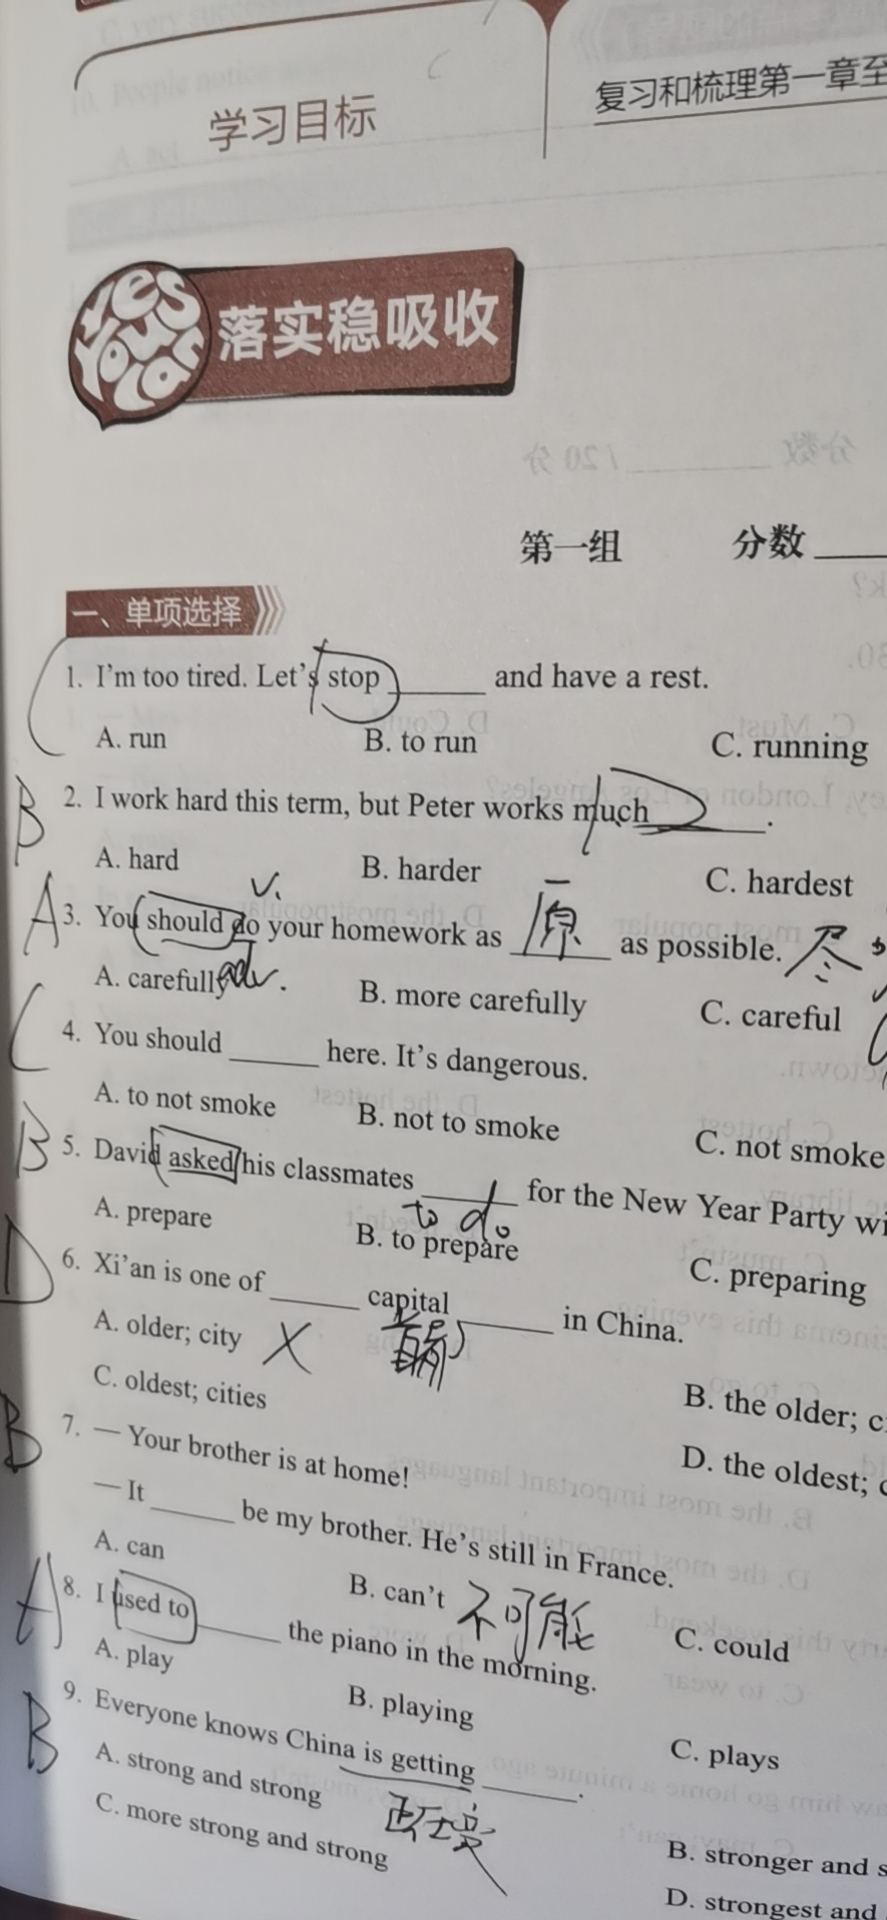 学习目标
复习和梳理第一章至
yes you can
落实稳吸收
第一组 分数
一、单项选择
C 1. I'm too tired. Let's stop ______ and have a rest.
A. run B. to run C. running
B 2. I work hard this term, but Peter works much ______.
A. hard B. harder C. hardest
v.
A 3. You should do your homework as ______ as possible. 尽
原
A. carefully adv. B. more carefully C. careful
C 4. You should ______ here. It's dangerous.
A. to not smoke B. not to smoke C. not smoke
B 5. David asked his classmates ______ for the New Year Party wi
to do
A. prepare B. to prepare C. preparing
D 6. Xi'an is one of ______ capital ______ in China.
A. older; city X B. the older; c
C. oldest; cities D. the oldest; c
B 7. — Your brother is at home!
— It ______ be my brother. He's still in France.
A. can B. can't 不可能 C. could
A 8. I used to ______ the piano in the morning.
A. play B. playing C. plays
B 9. Everyone knows China is getting ______.
A. strong and strong B. stronger and s
C. more strong and strong D. strongest and